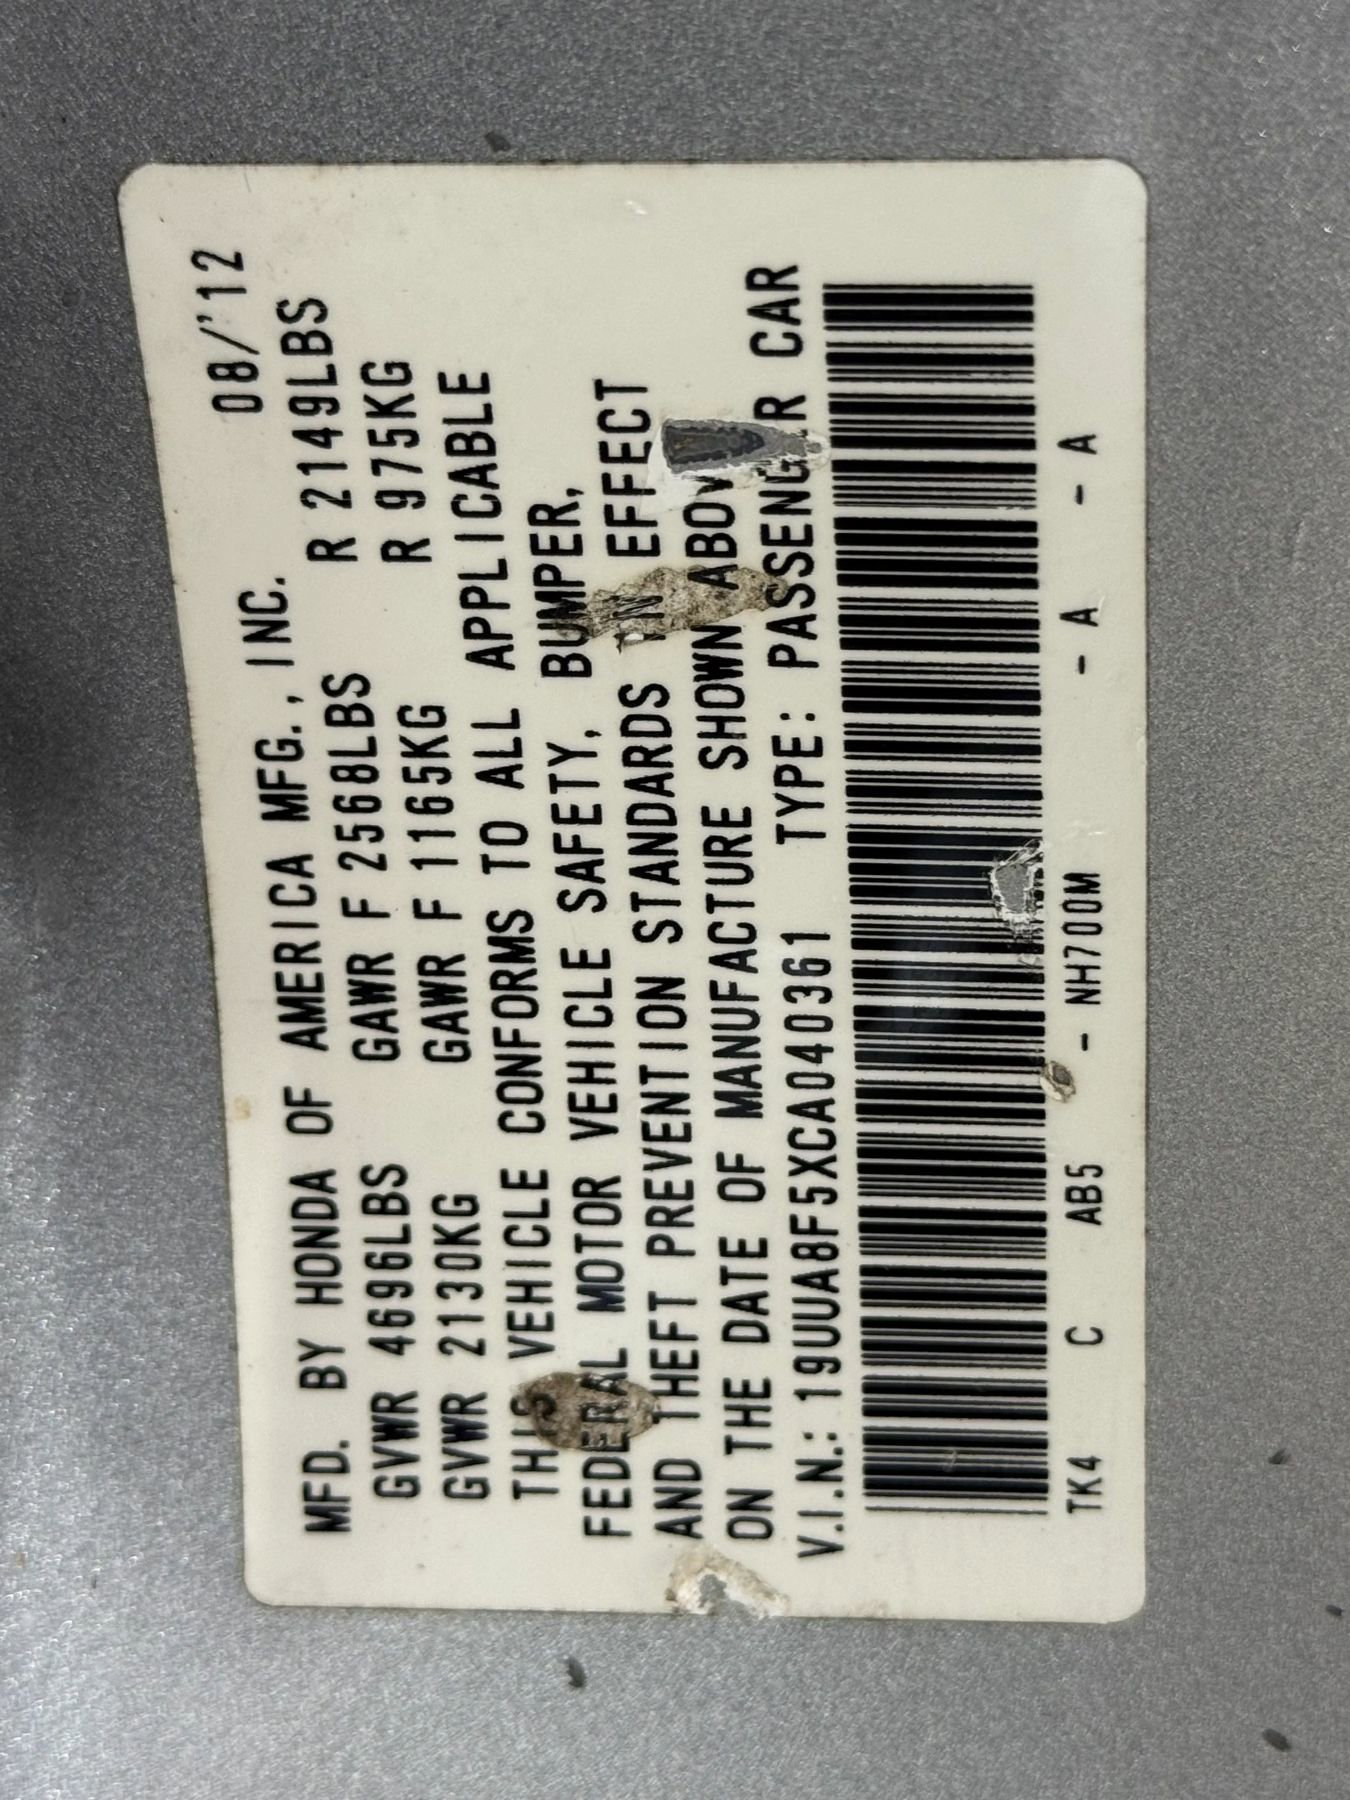 MFD. BY HONDA OF AMERICA MFG., INC. 08/'12
GVWR 4696LBS GAWR F 2568LBS R 2149LBS
GVWR 2130KG GAWR F 1165KG R 975KG
THIS VEHICLE CONFORMS TO ALL APPLICABLE
FEDERAL MOTOR VEHICLE SAFETY, BUMPER,
AND THEFT PREVENTION STANDARDS IN EFFECT
ON THE DATE OF MANUFACTURE SHOWN ABOV
V.I.N.: 19UUA8F5XCA040361 TYPE: PASSENGER CAR
TK4 C AB5 - NH700M - A - A